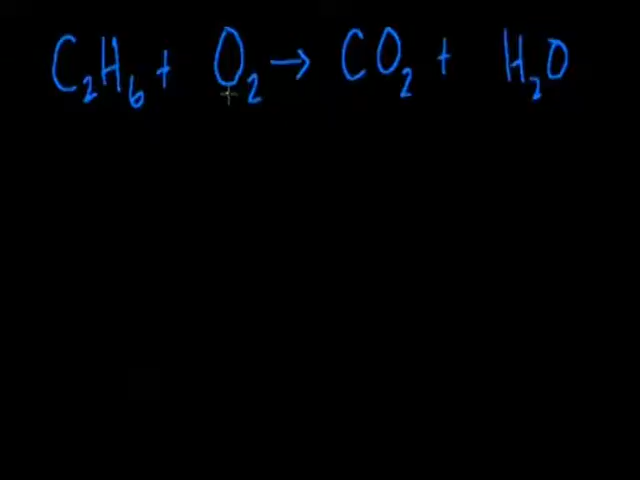 C₂H₆ + O₂ → CO₂ + H₂O